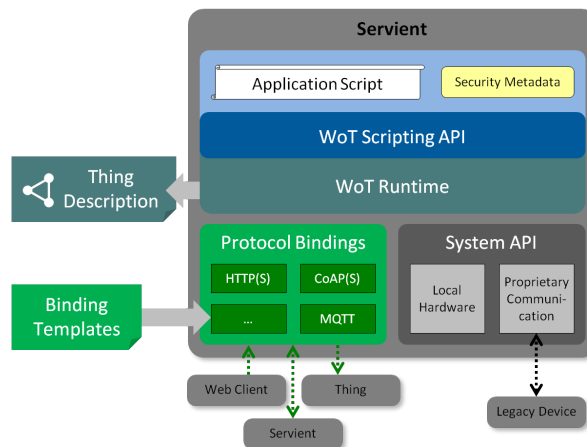 Servient
Application Script
Security Metadata
WoT Scripting API
Thing
Description
WoT Runtime
Protocol Bindings
System API
HTTP(S)
CoAP(S)
Local
Hardware
Proprietary
Communi-
cation
Binding
Templates
...
MQTT
Web Client
Thing
Legacy Device
Servient